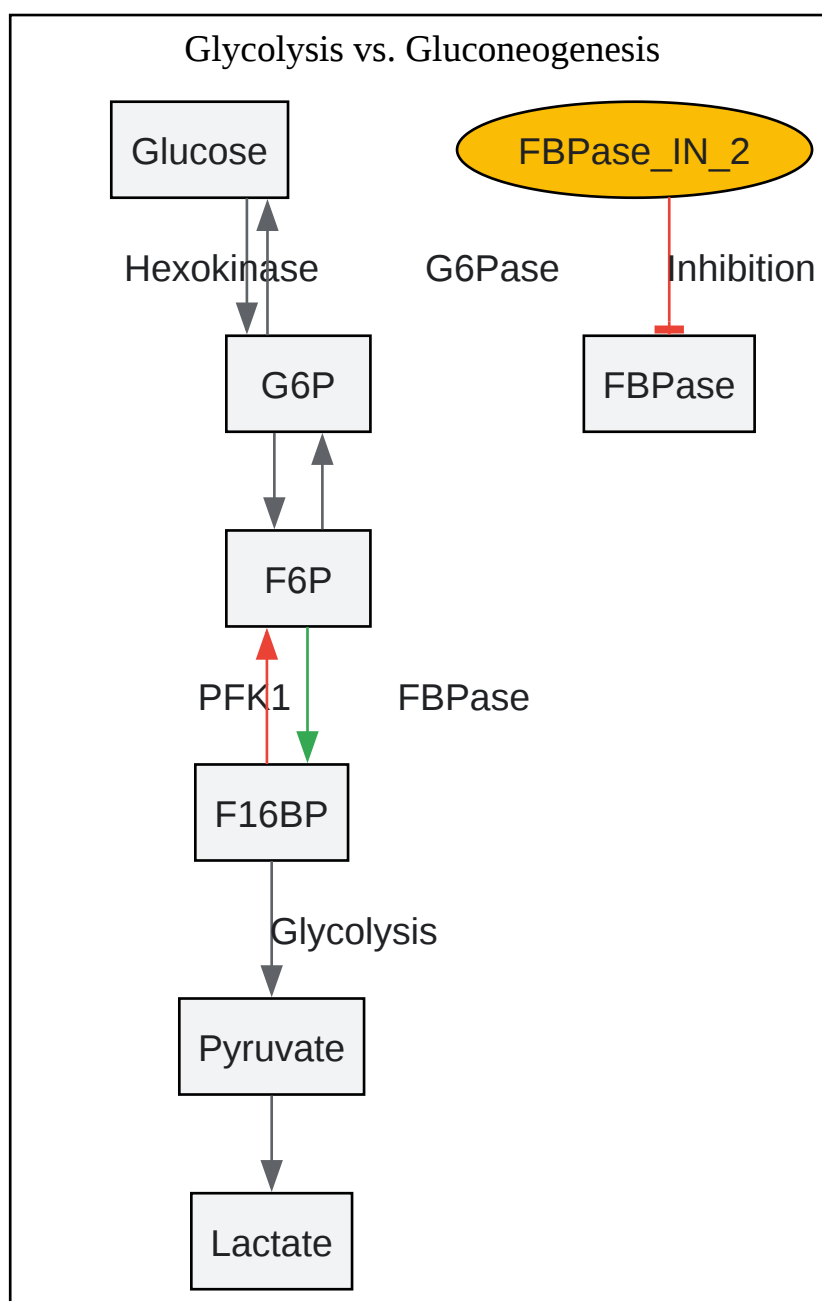 Glycolysis vs. Gluconeogenesis
Glucose
FBPase_IN_2
Hexokinase
G6Pase
Inhibition
G6P
FBPase
F6P
PFK1
FBPase
F16BP
Glycolysis
Pyruvate
Lactate